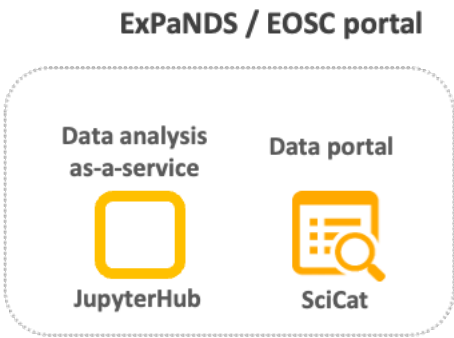 ExPaNDS / EOSC portal
Data analysis
as-a-service
Data portal
JupyterHub
SciCat